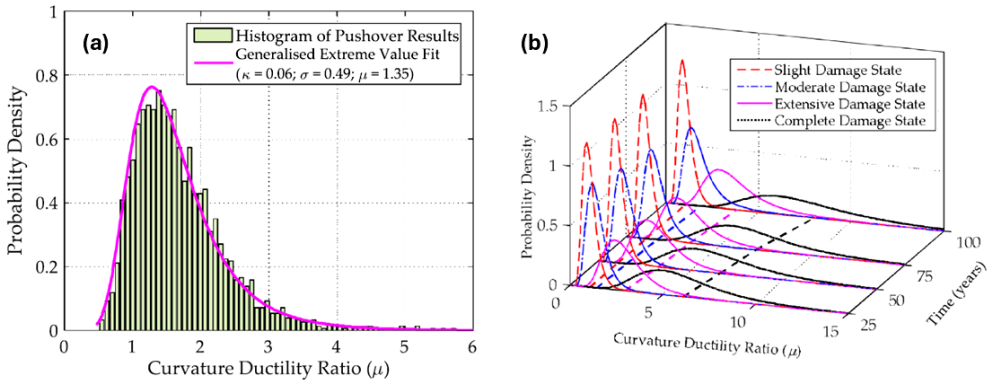 (a)
Histogram of Pushover Results
Generalised Extreme Value Fit
(κ = 0.06; σ = 0.49; μ = 1.35)
Probability Density
1
0.8
0.6
0.4
0.2
0
0 1 2 3 4 5 6
Curvature Ductility Ratio (μ)
(b)
Slight Damage State
Moderate Damage State
Extensive Damage State
Complete Damage State
Probability Density
1.5
1
0.5
0
0 5 10 15
Curvature Ductility Ratio (μ)
25 50 75 100
Time (years)